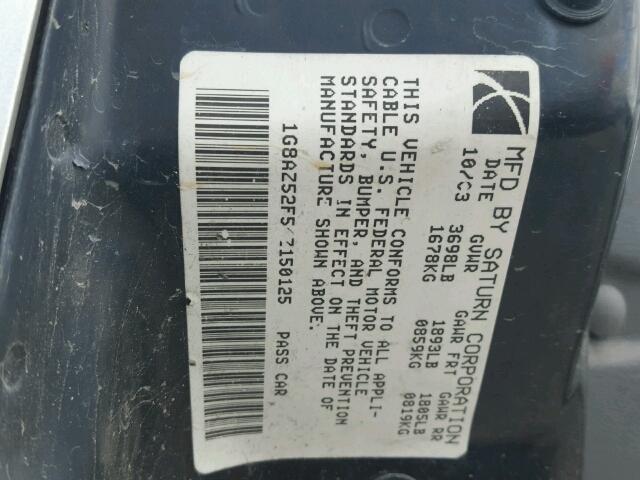 MFD BY SATURN CORPORATION
DATE GVWR GAWR FRT GAWR RR
10/03 3698LB 1893LB 1805LB
1678KG 0859KG 0819KG
THIS VEHICLE CONFORMS TO ALL APPLI-
CABLE U.S. FEDERAL MOTOR VEHICLE
SAFETY, BUMPER, AND THEFT PREVENTION
STANDARDS IN EFFECT ON THE DATE OF
MANUFACTURE SHOWN ABOVE.
PASS CAR